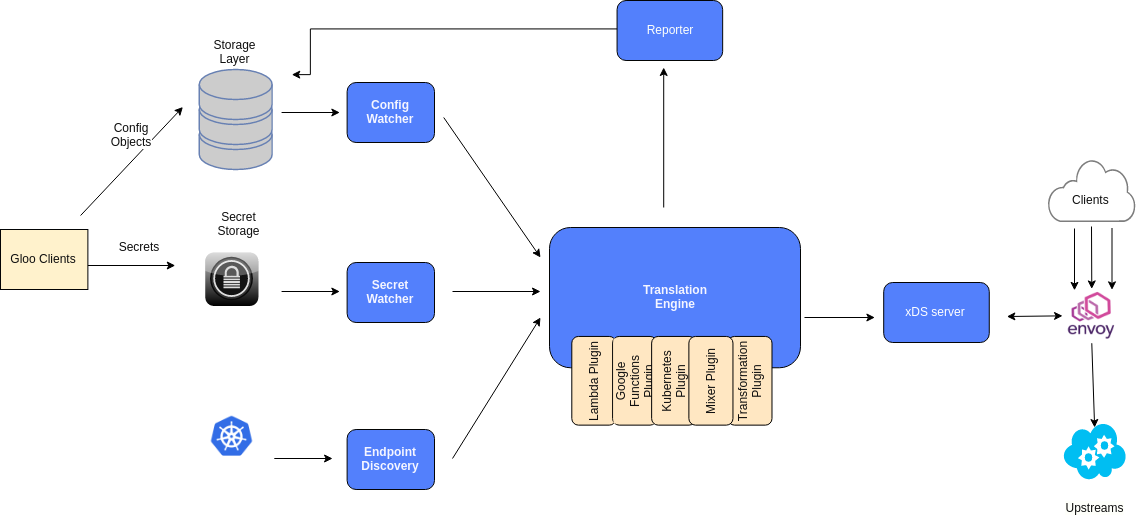 Reporter
Storage
Layer
Config
Watcher
Config
Objects
Secret
Storage
Secrets
Gloo Clients
Secret
Watcher
Translation
Engine
Lambda Plugin
Google
Functions
Plugin
Kubernetes
Plugin
Mixer Plugin
Transformation
Plugin
xDS server
Clients
envoy
Endpoint
Discovery
Upstreams